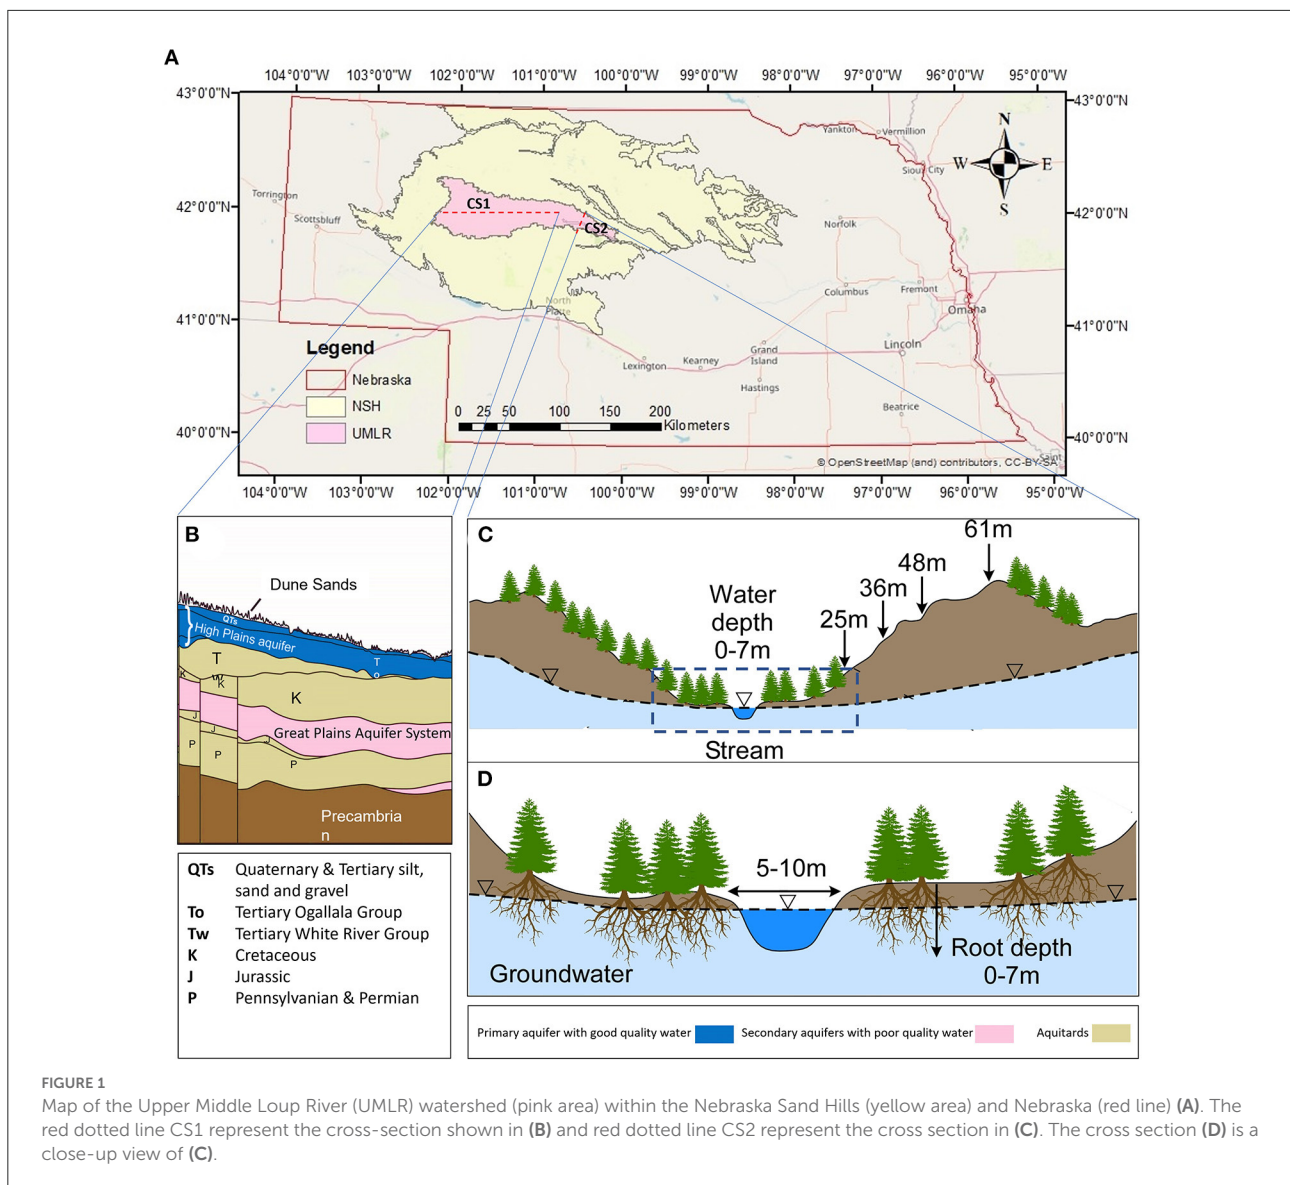 A
104°0'0"W 103°0'0"W 102°0'0"W 101°0'0"W 100°0'0"W 99°0'0"W 98°0'0"W 97°0'0"W 96°0'0"W 95°0'0"W
43°0'0"N
43°0'0"N
Yankton
Vermillion
N
W E
S
Sioux City
Torrington
Scottsbluff
42°0'0"N
42°0'0"N
CS1
CS2
Norfolk
Columbus
Fremont
Omaha
North
Platte
41°0'0"N
41°0'0"N
Lincoln
Grand
Island
Kearney
Lexington
Hastings
Beatrice
Legend
Nebraska
NSH
UMLR
0 25 50 100 150 200
Kilometers
40°0'0"N
40°0'0"N
Saint
© OpenStreetMap (and) contributors, CC-BY-SA
104°0'0"W 103°0'0"W 102°0'0"W 101°0'0"W 100°0'0"W 99°0'0"W 98°0'0"W 97°0'0"W 96°0'0"W 95°0'0"W
B
Dune Sands
QTs
High Plains aquifer
T
o
T
w
K
K
K
Great Plains Aquifer System
J
J
J
P
P
P
Precambria
n
QTs Quaternary & Tertiary silt,
sand and gravel
To Tertiary Ogallala Group
Tw Tertiary White River Group
K Cretaceous
J Jurassic
P Pennsylvanian & Permian
C
61m
48m
36m
25m
Water
depth
0-7m
Stream
D
5-10m
Root depth
0-7m
Groundwater
Primary aquifer with good quality water Secondary aquifers with poor quality water Aquitards
FIGURE 1
Map of the Upper Middle Loup River (UMLR) watershed (pink area) within the Nebraska Sand Hills (yellow area) and Nebraska (red line) (A). The
red dotted line CS1 represent the cross-section shown in (B) and red dotted line CS2 represent the cross section in (C). The cross section (D) is a
close-up view of (C).